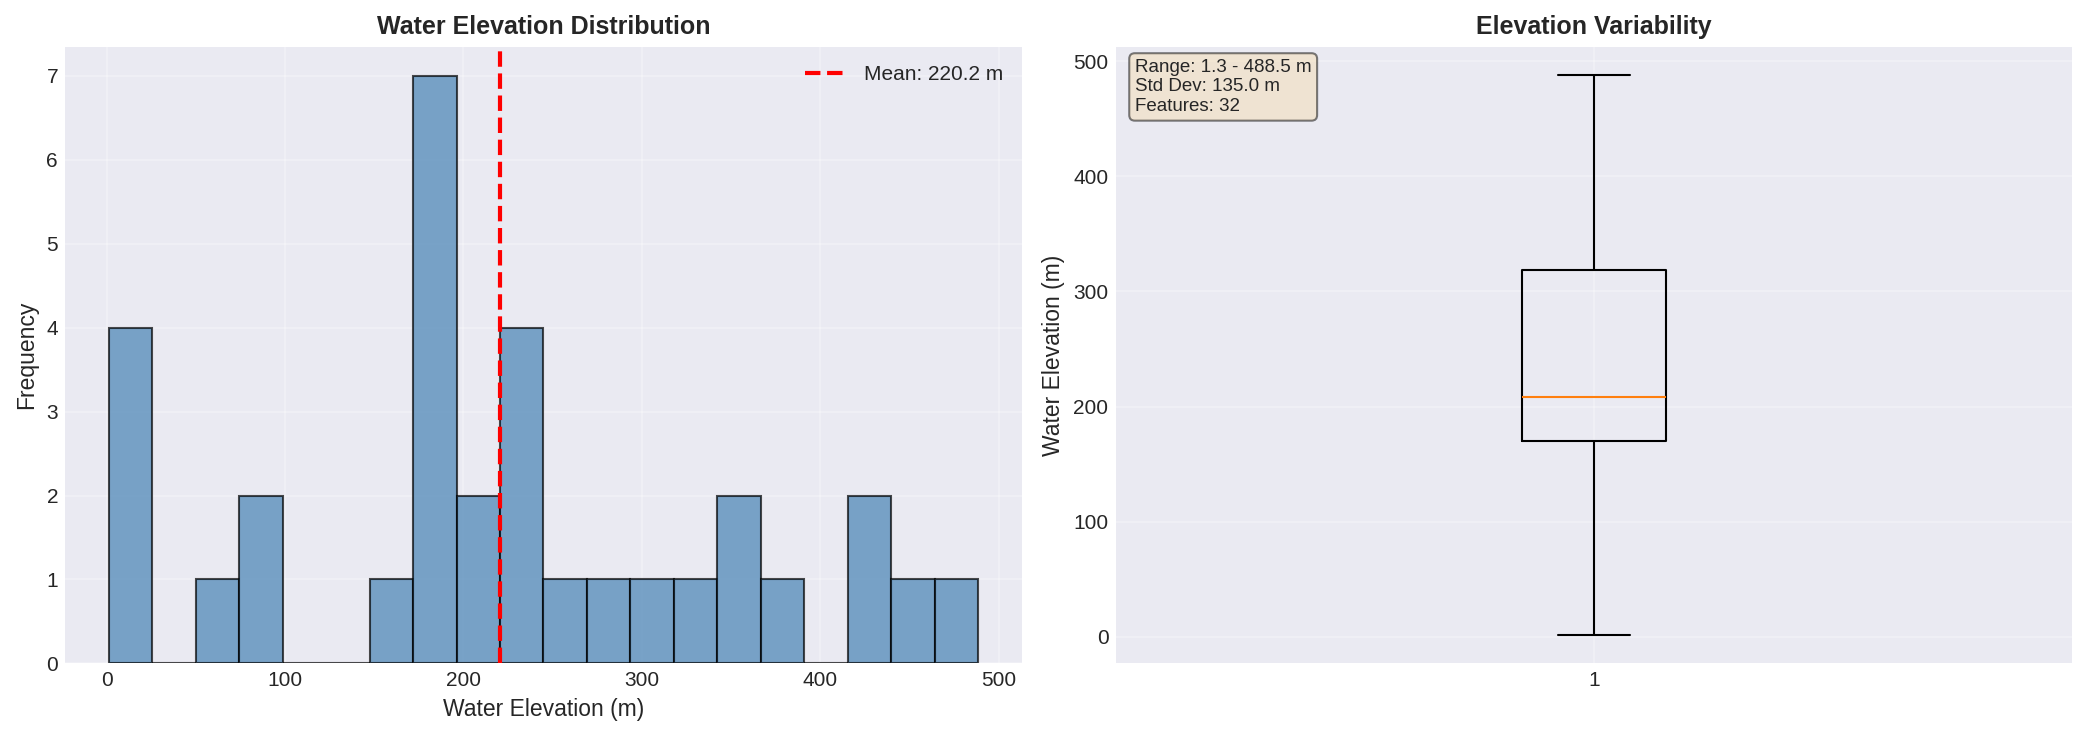 Water Elevation Distribution
Mean: 220.2 m
Frequency
7
6
5
4
3
2
1
0
0 100 200 300 400 500
Water Elevation (m)
Elevation Variability
Range: 1.3 - 488.5 m
Std Dev: 135.0 m
Features: 32
Water Elevation (m)
500
400
300
200
100
0
1